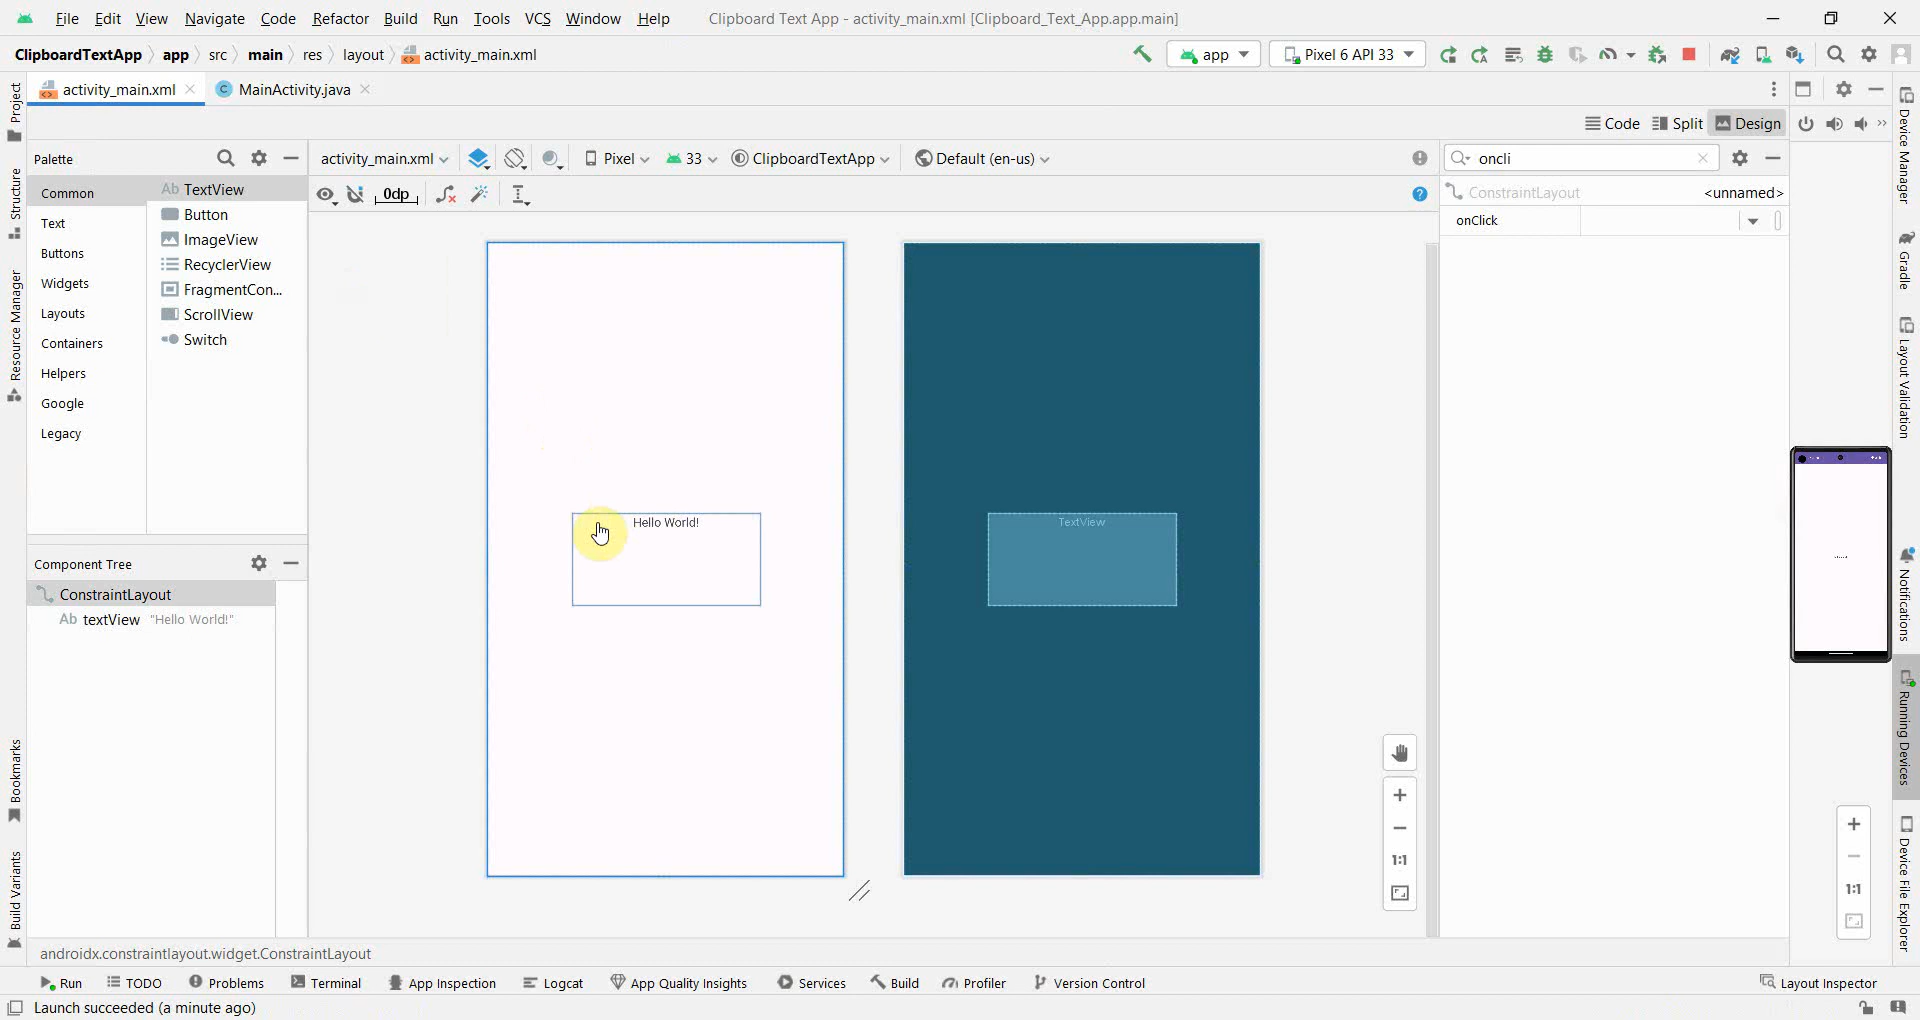 File Edit View Navigate Code Refactor Build Run Tools VCS Window Help Clipboard Text App - activity_main.xml [Clipboard_Text_App.app.main]
ClipboardTextApp app src main res layout activity_main.xml app Pixel 6 API 33
activity_main.xml MainActivity.java
Code Split Design
Palette activity_main.xml Pixel 33 ClipboardTextApp Default (en-us) oncli
Common
Text
Buttons
Widgets
Layouts
Containers
Helpers
Google
Legacy
Ab TextView
Button
ImageView
RecyclerView
FragmentCon...
ScrollView
Switch
0dp
ConstraintLayout <unnamed>
onClick
Hello World!
TextView
Component Tree
ConstraintLayout
Ab textView "Hello World!"
1:1
1:1
Project
Structure
Resource Manager
Bookmarks
Build Variants
Device Manager
Gradle
Layout Validation
Notifications
Running Devices
Device File Explorer
androidx.constraintlayout.widget.ConstraintLayout
Run TODO Problems Terminal App Inspection Logcat App Quality Insights Services Build Profiler Version Control Layout Inspector
Launch succeeded (a minute ago)